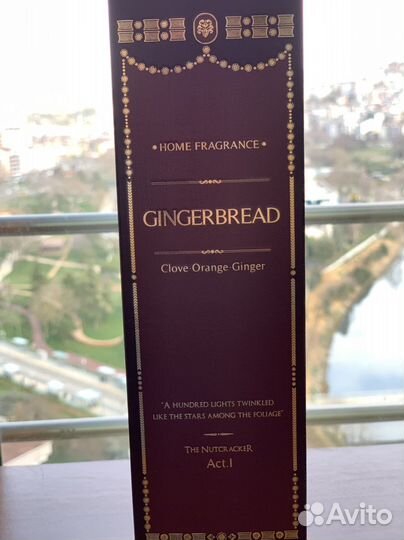 • HOME FRAGRANCE •
GINGERBREAD
Clove Orange Ginger
"A HUNDRED LIGHTS TWINKLED
LIKE THE STARS AMONG THE FOLIAGE"
THE NUTCRACKER
Act.1
Avito